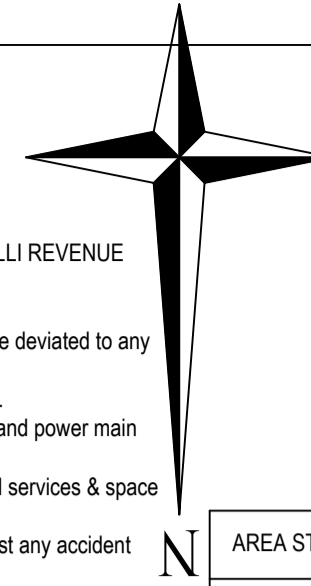 LLI REVENUE
e deviated to any
.
and power main
l services & space
st any accident
N
AREA ST